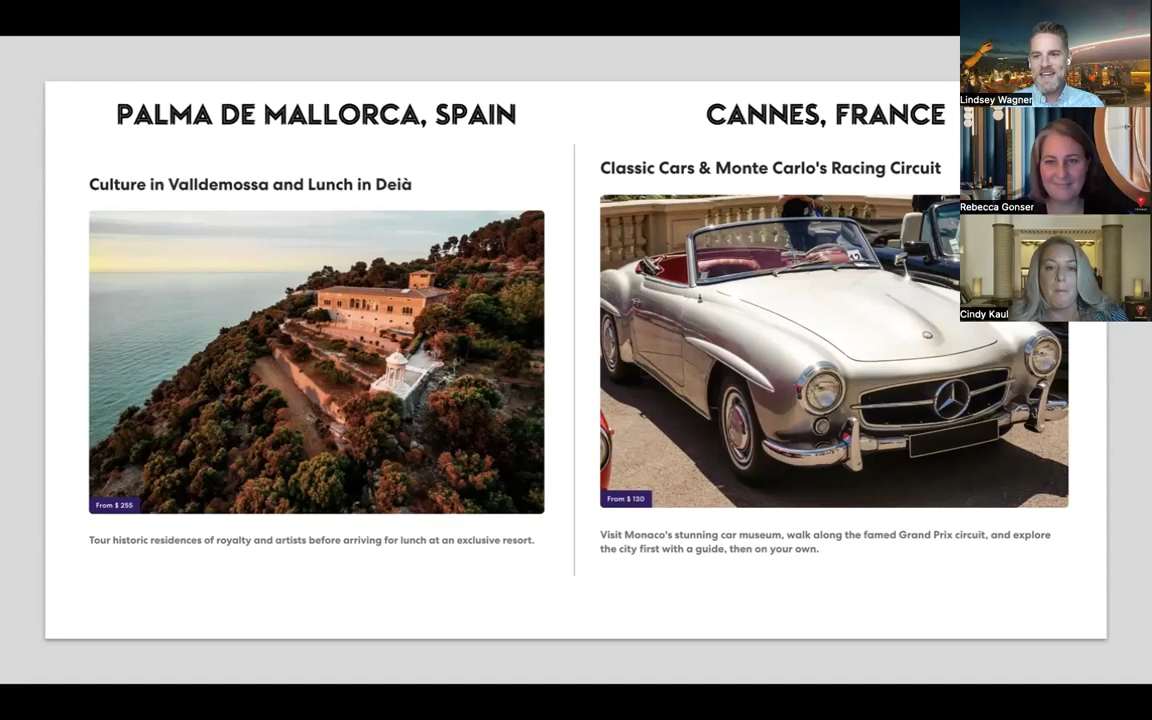 PALMA DE MALLORCA, SPAIN
Culture in Valldemossa and Lunch in Deià
From $ 255
Tour historic residences of royalty and artists before arriving for lunch at an exclusive resort.
CANNES, FRANCE
Classic Cars & Monte Carlo's Racing Circuit
From $ 130
Visit Monaco's stunning car museum, walk along the famed Grand Prix circuit, and explore
the city first with a guide, then on your own.
Lindsey Wagner
Rebecca Gonser
Cindy Kaul